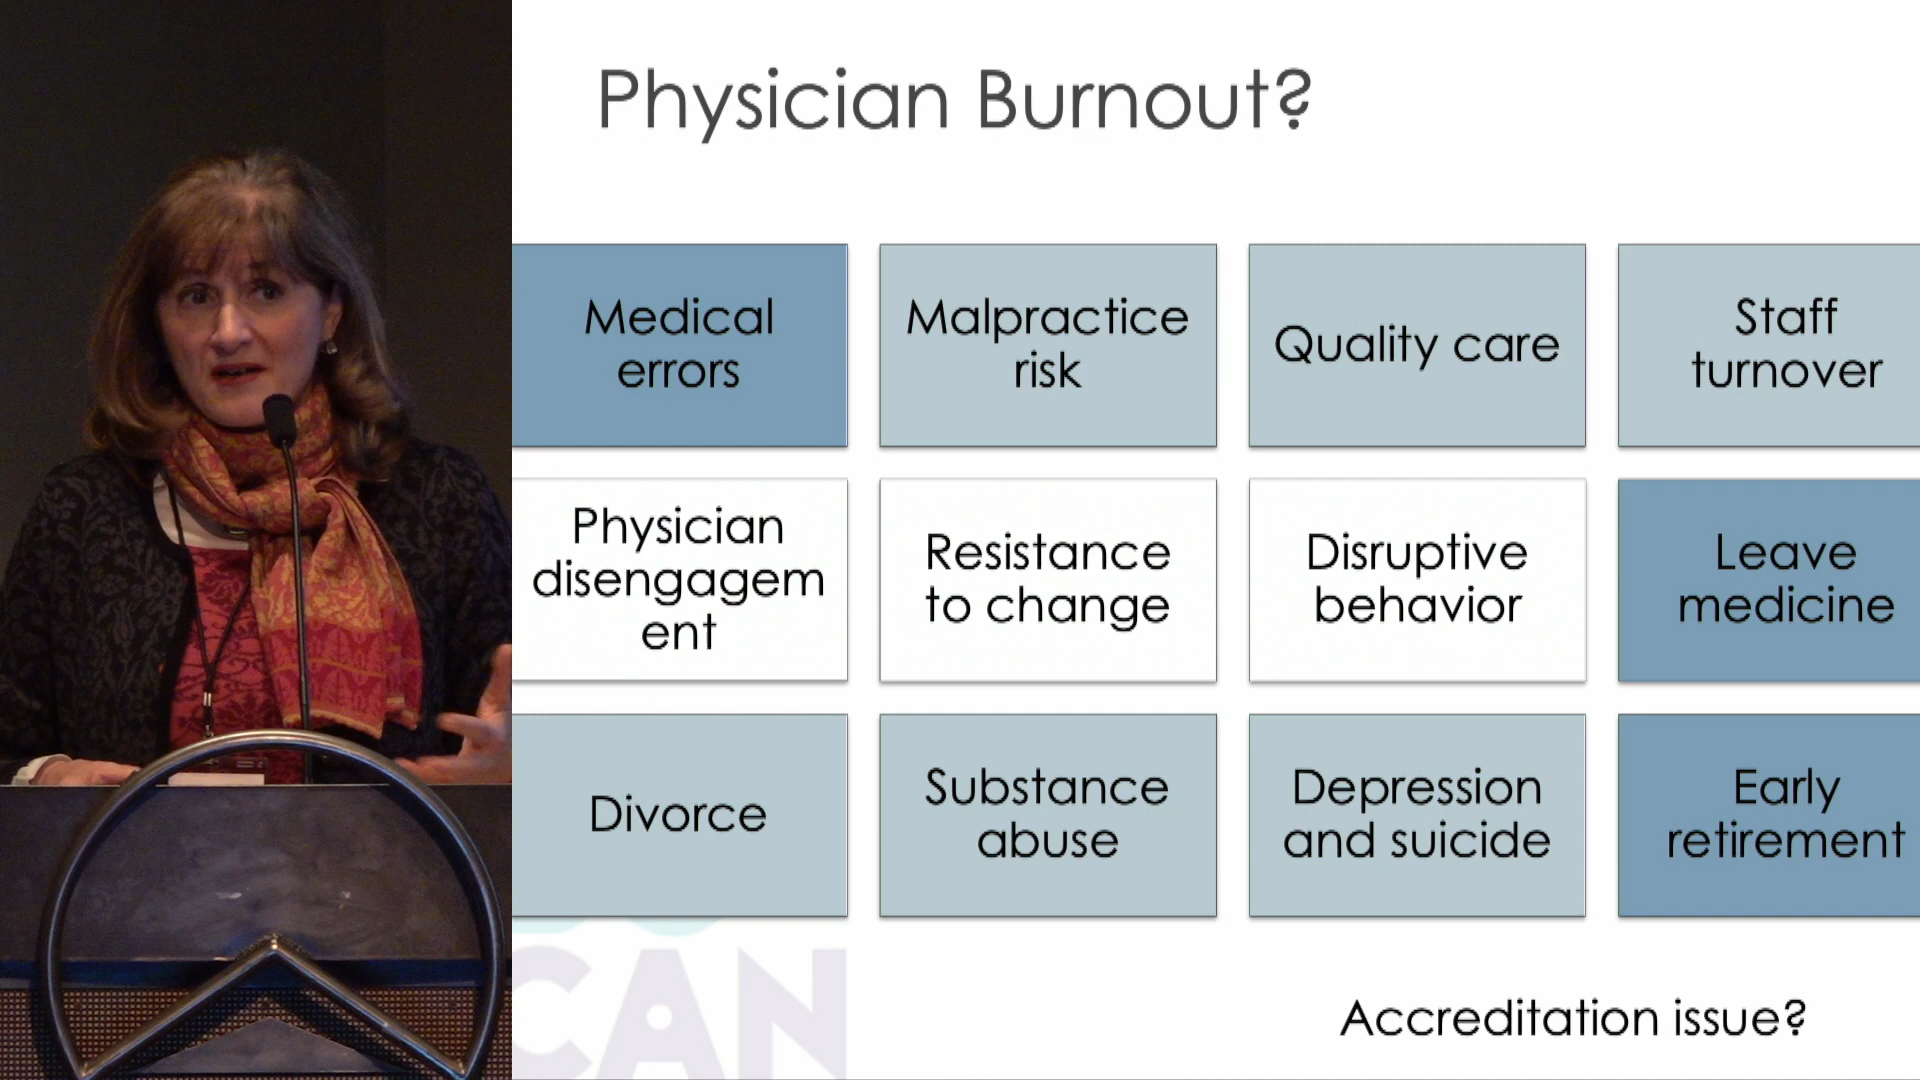 Physician Burnout?
Medical
errors
Malpractice
risk
Quality care
Staff
turnover
Physician
disengagem
ent
Resistance
to change
Disruptive
behavior
Leave
medicine
Divorce
Substance
abuse
Depression
and suicide
Early
retirement
CAN
Accreditation issue?